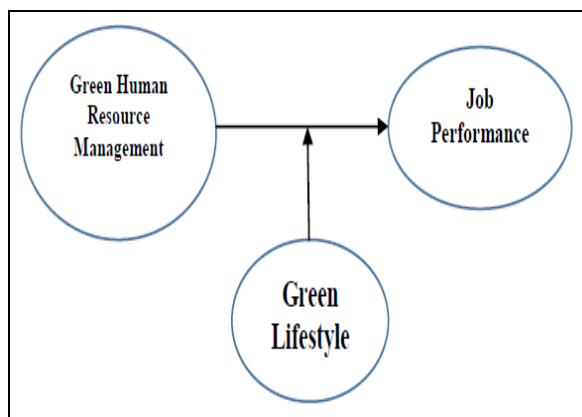 Green Human
Resource
Management
Job
Performance
Green
Lifestyle